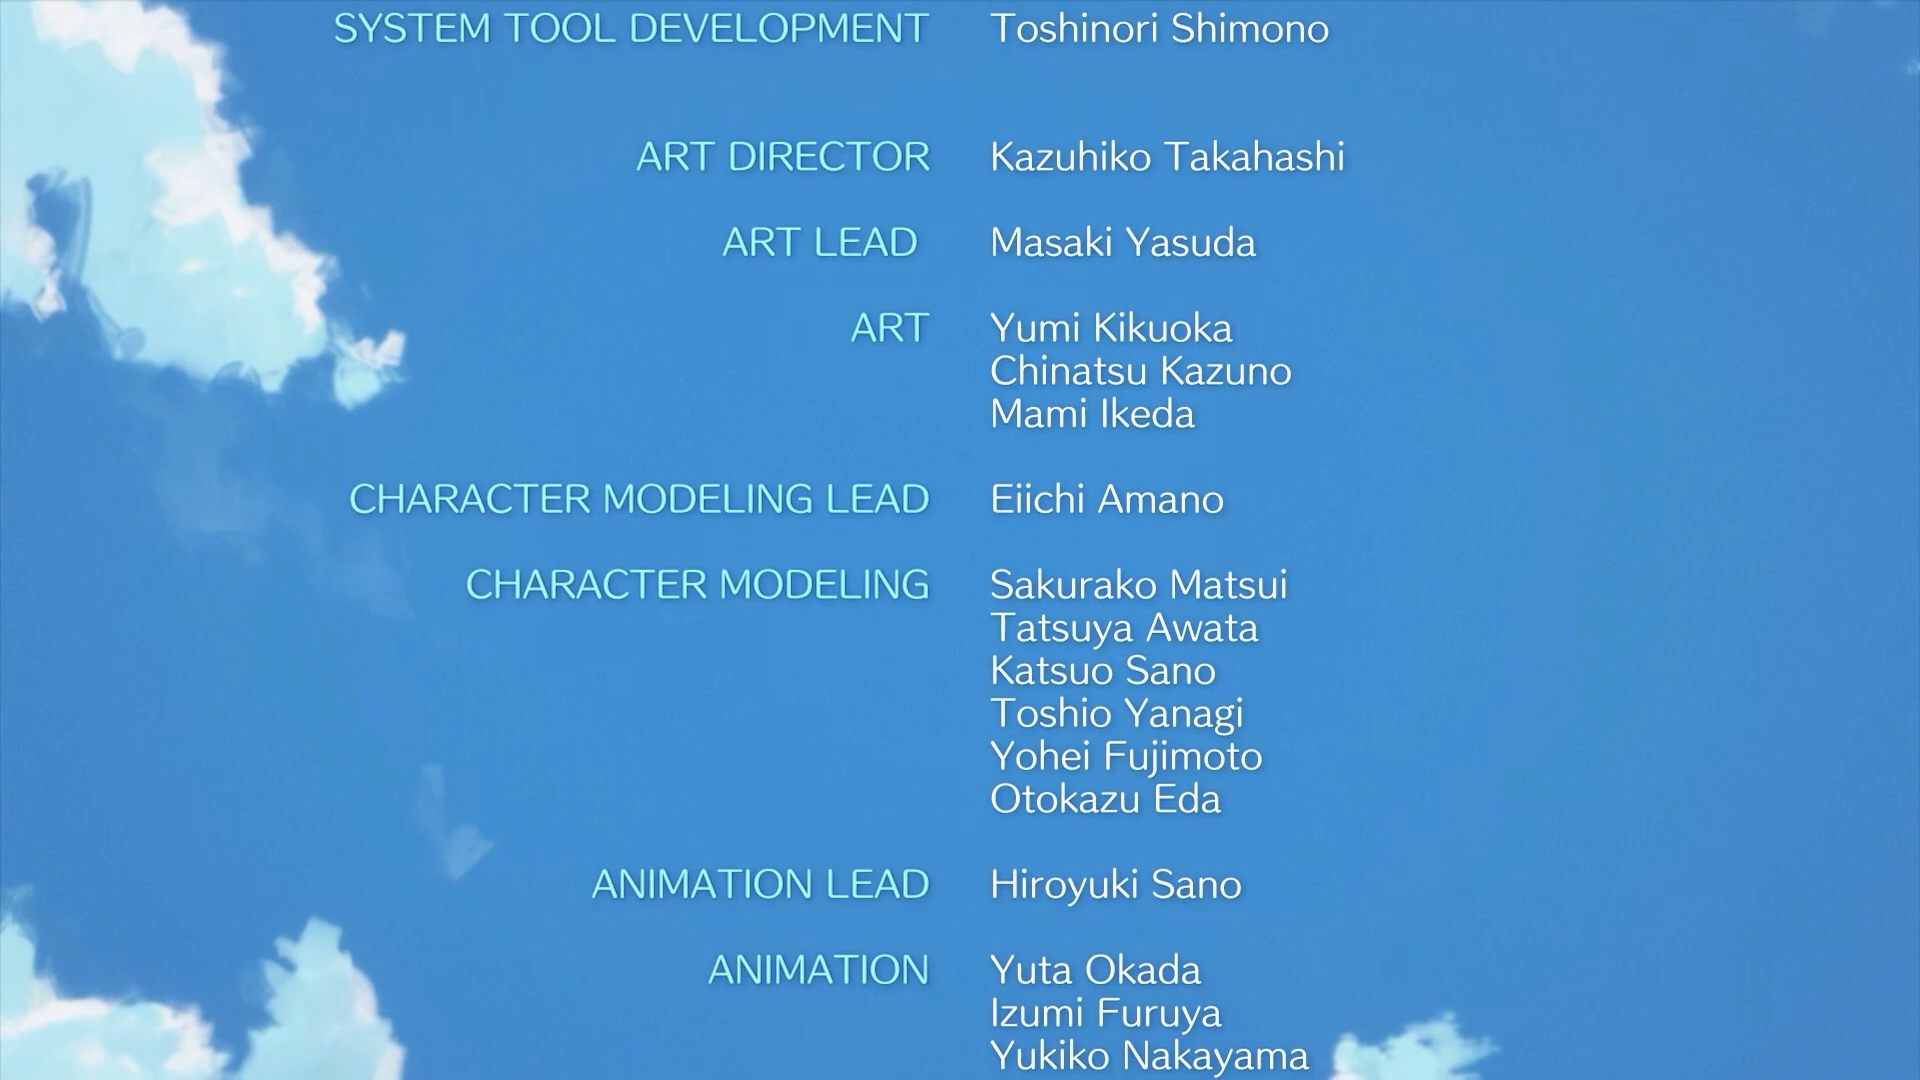 SYSTEM TOOL DEVELOPMENT Toshinori Shimono
ART DIRECTOR Kazuhiko Takahashi
ART LEAD Masaki Yasuda
ART Yumi Kikuoka
Chinatsu Kazuno
Mami Ikeda
CHARACTER MODELING LEAD Eiichi Amano
CHARACTER MODELING Sakurako Matsui
Tatsuya Awata
Katsuo Sano
Toshio Yanagi
Yohei Fujimoto
Otokazu Eda
ANIMATION LEAD Hiroyuki Sano
ANIMATION Yuta Okada
Izumi Furuya
Yukiko Nakayama